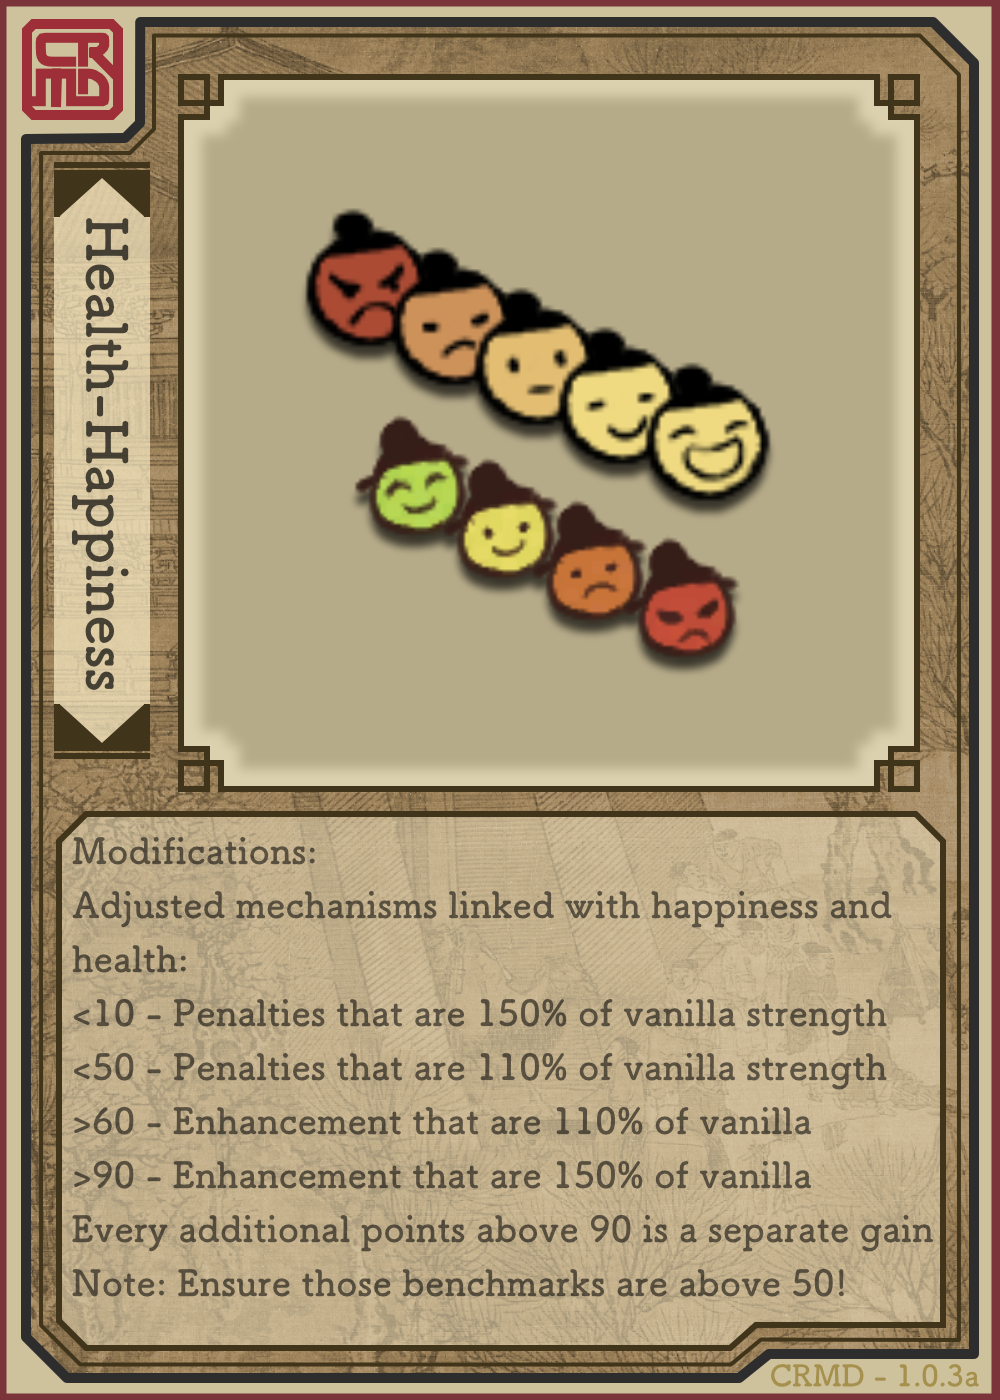 CR
MD
Health-Happiness
Modifications:
Adjusted mechanisms linked with happiness and
health:
<10 - Penalties that are 150% of vanilla strength
<50 - Penalties that are 110% of vanilla strength
>60 - Enhancement that are 110% of vanilla
>90 - Enhancement that are 150% of vanilla
Every additional points above 90 is a separate gain
Note: Ensure those benchmarks are above 50!
CRMD - 1.0.3a